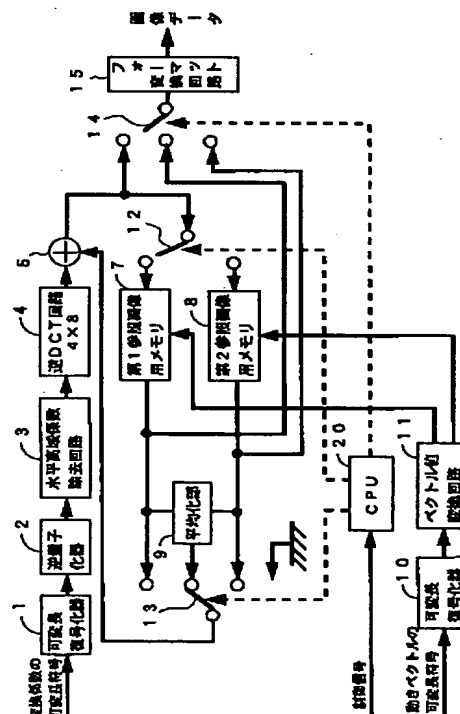 変換係数の
可変長符号
1
可変長
復号化器
2
逆量子
化器
3
水平高域係数
除去回路
4
逆DCT回路
4×8
5
7
第1参照画像
用メモリ
8
第2参照画像
用メモリ
9
平均化部
12
13
14
15
フォーマット
変換回路
画像データ
制御信号
20
CPU
動きベクトルの
可変長符号
10
可変長
復号化器
11
ベクトル値
変換回路